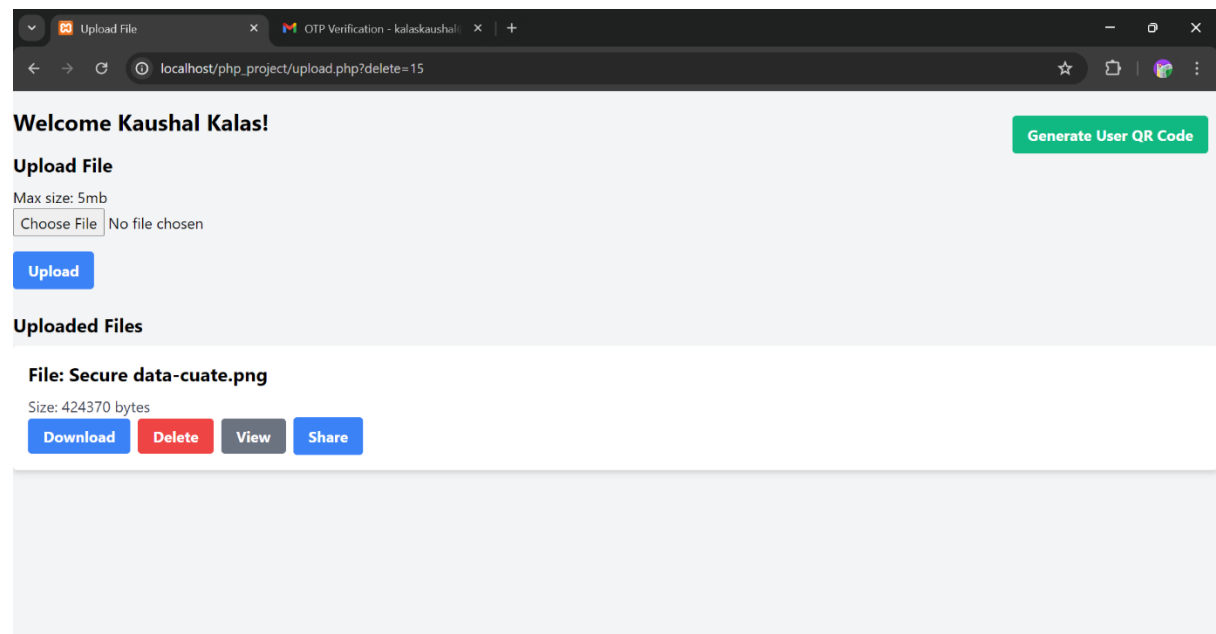 Upload File
OTP Verification - kalaskaushal
localhost/php_project/upload.php?delete=15
Welcome Kaushal Kalas!
Generate User QR Code
Upload File
Max size: 5mb
Choose File No file chosen
Upload
Uploaded Files
File: Secure data-cuate.png
Size: 424370 bytes
Download Delete View Share